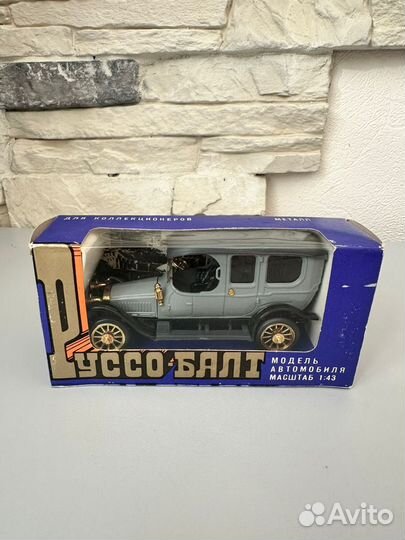 ДЛЯ КОЛЛЕКЦИОНЕРОВ МЕТАЛЛ
РУССО-БАЛТ
МОДЕЛЬ
АВТОМОБИЛЯ
МАСШТАБ 1:43
Avito